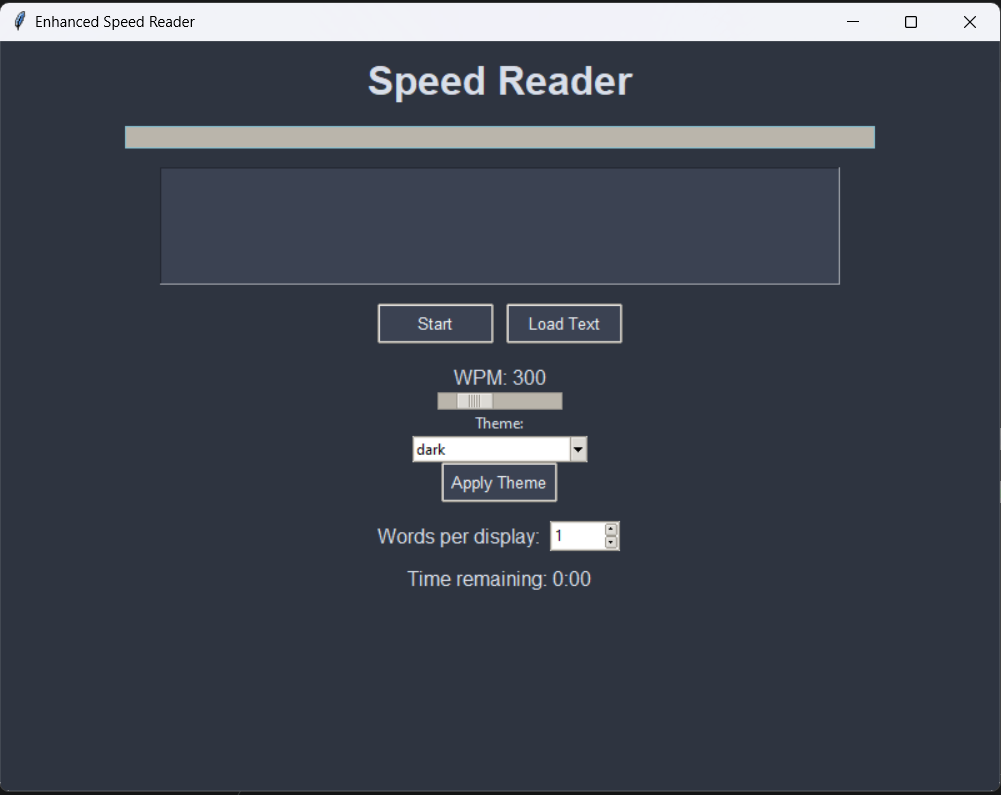 Enhanced Speed Reader
Speed Reader
Start Load Text
WPM: 300
Theme:
dark
Apply Theme
Words per display: 1
Time remaining: 0:00